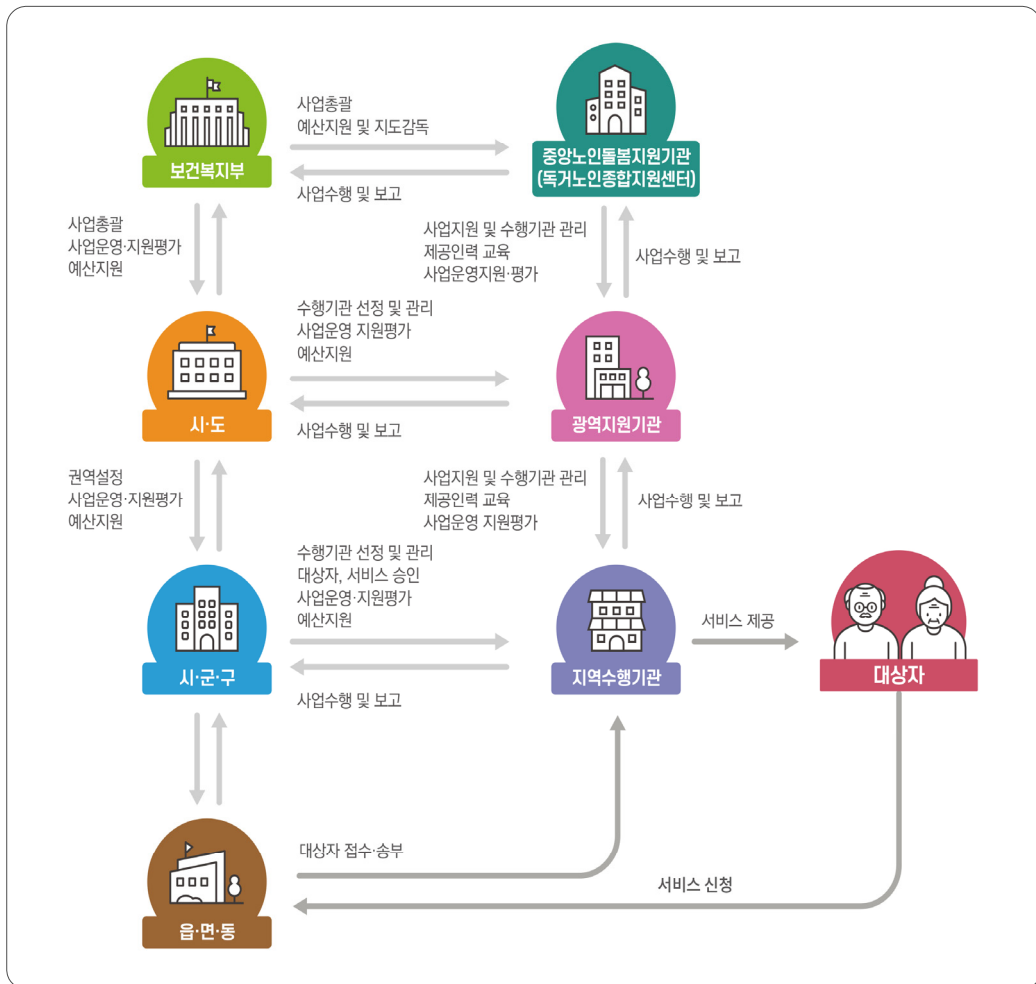 사업총괄
예산지원 및 지도감독
보건복지부
중앙노인돌봄지원기관
(독거노인종합지원센터)
사업수행 및 보고
사업총괄
사업운영·지원평가
예산지원
사업지원 및 수행기관 관리
제공인력 교육
사업운영지원·평가
사업수행 및 보고
수행기관 선정 및 관리
사업운영 지원평가
예산지원
시·도
광역지원기관
사업수행 및 보고
권역설정
사업운영·지원평가
예산지원
사업지원 및 수행기관 관리
제공인력 교육
사업운영 지원평가
사업수행 및 보고
수행기관 선정 및 관리
대상자, 서비스 승인
사업운영·지원평가
예산지원
서비스 제공
시·군·구
지역수행기관
대상자
사업수행 및 보고
대상자 접수·송부
서비스 신청
읍·면·동